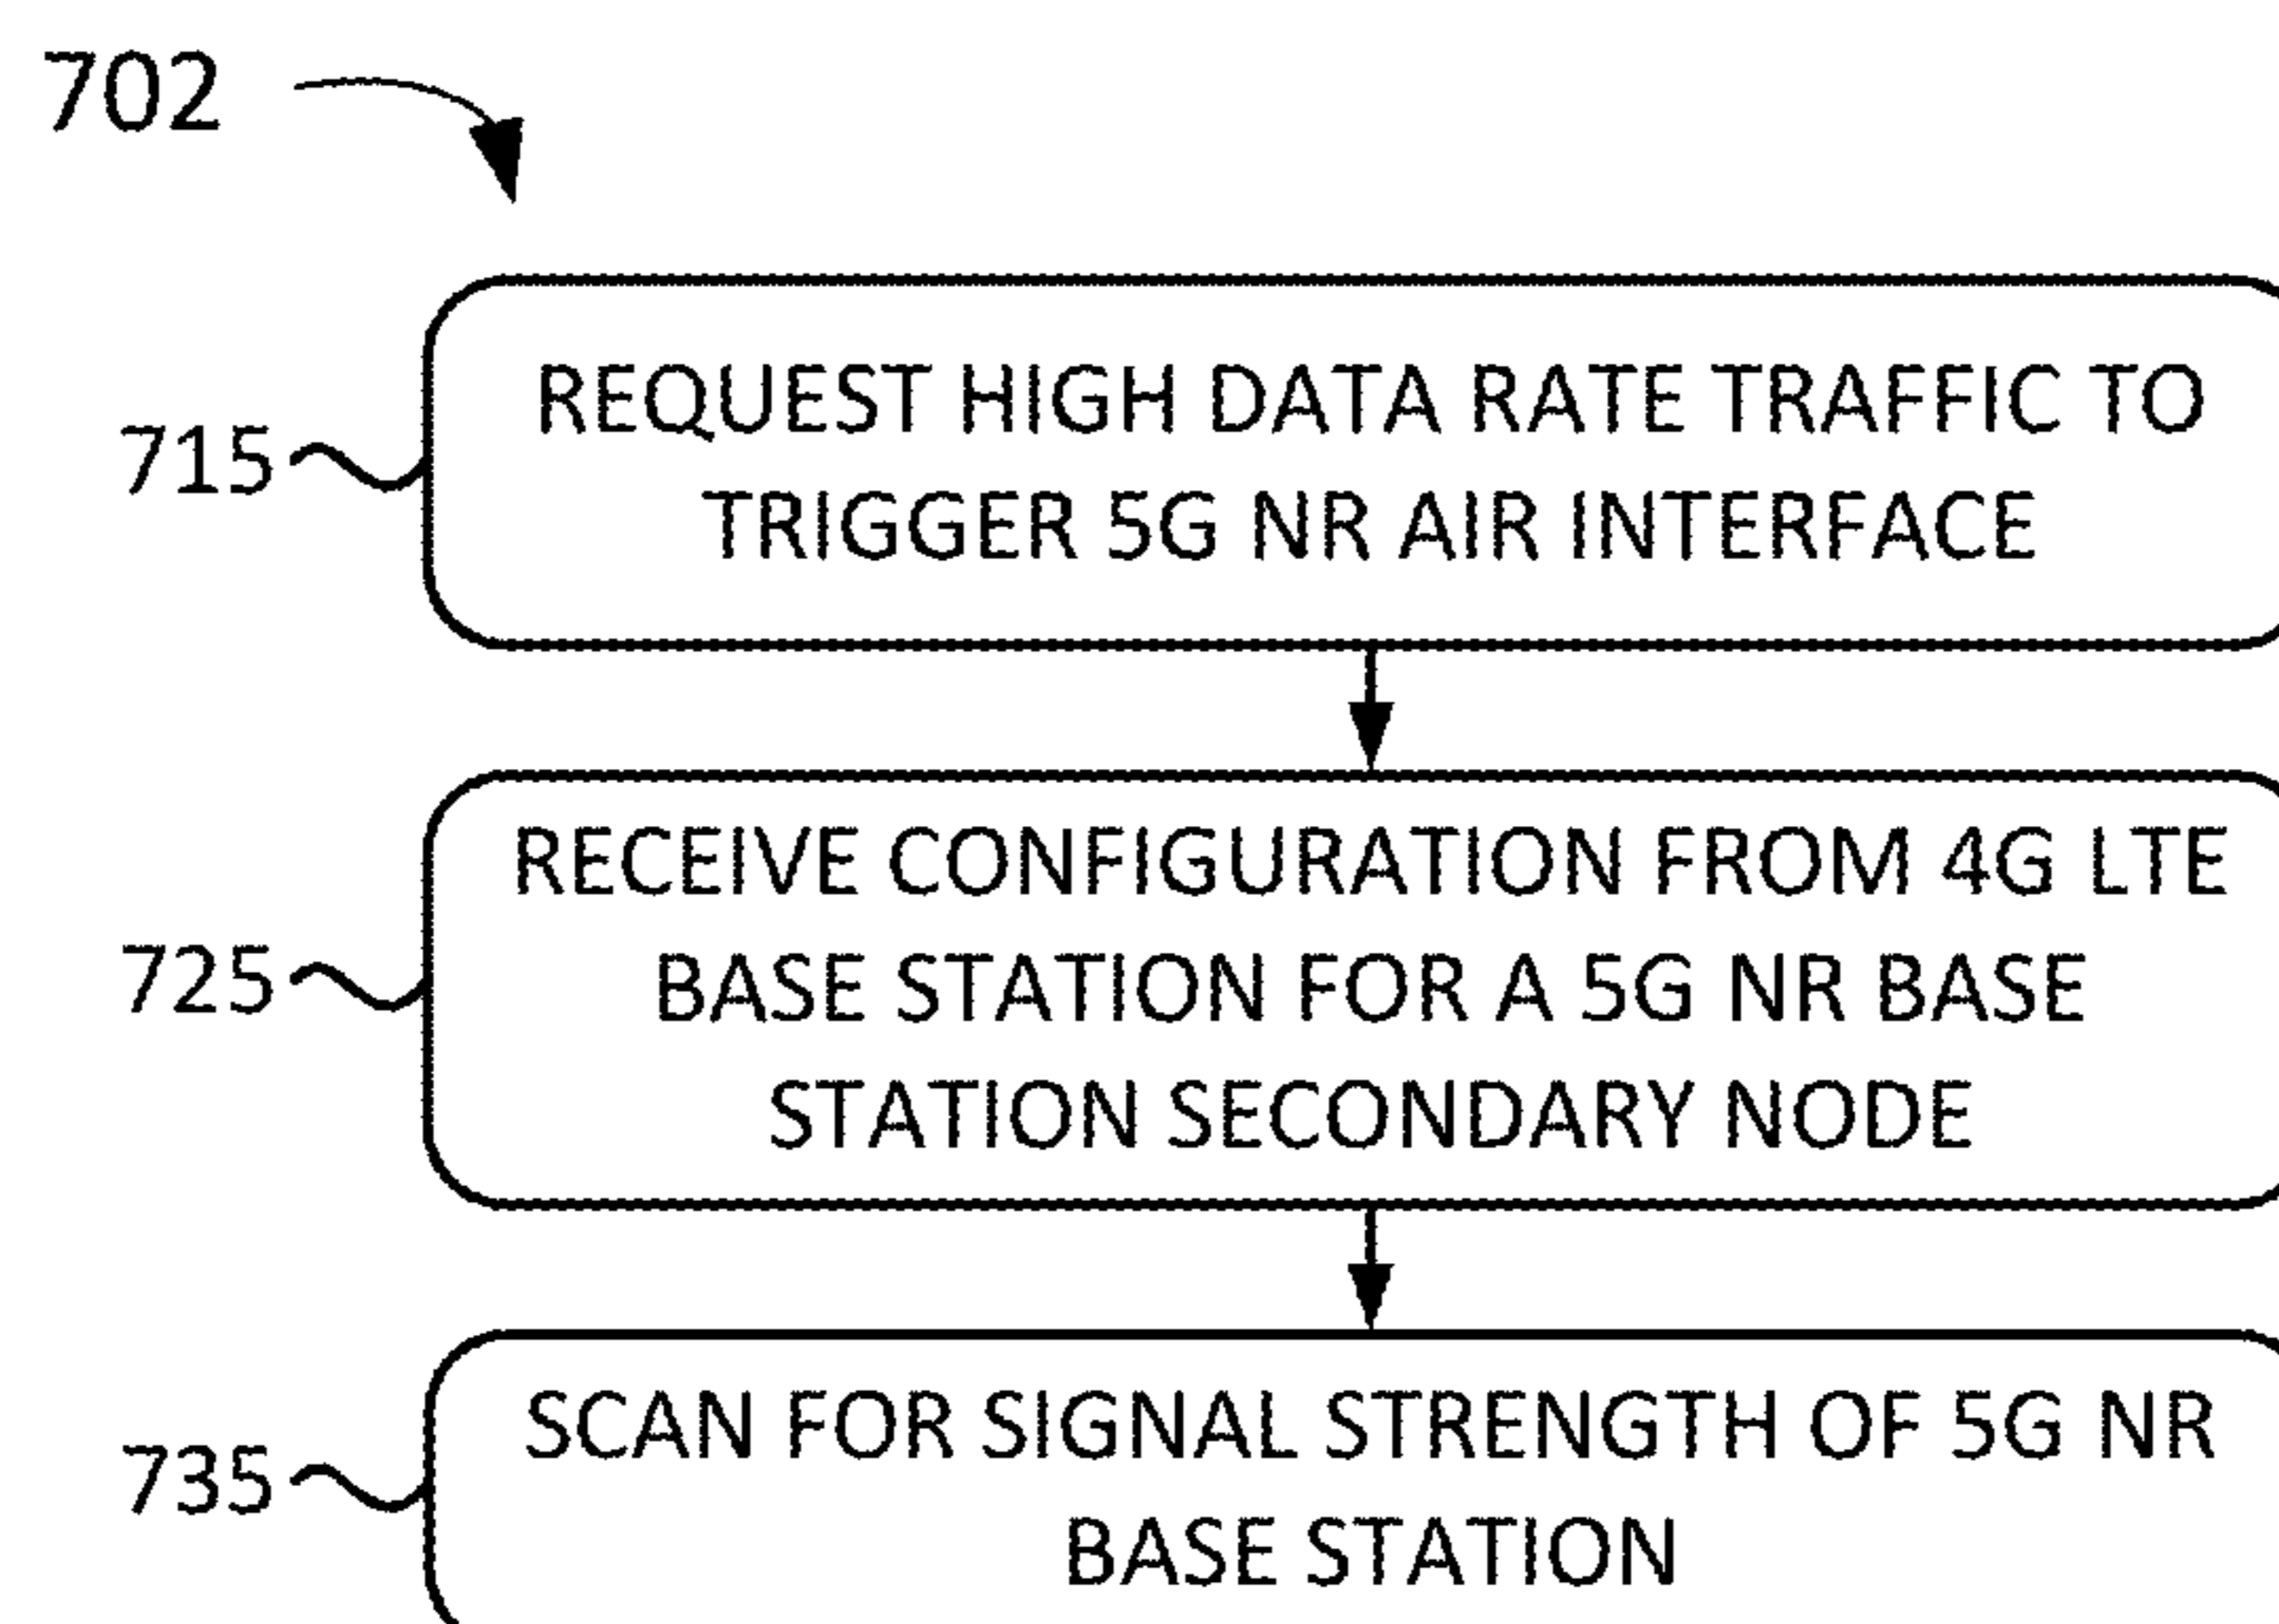 702
REQUEST HIGH DATA RATE TRAFFIC TO
715
TRIGGER 5G NR AIR INTERFACE
RECEIVE CONFIGURATION FROM 4G LTE
725
BASE STATION FOR A 5G NR BASE
STATION SECONDARY NODE
SCAN FOR SIGNAL STRENGTH OF 5G NR
735
BASE STATION